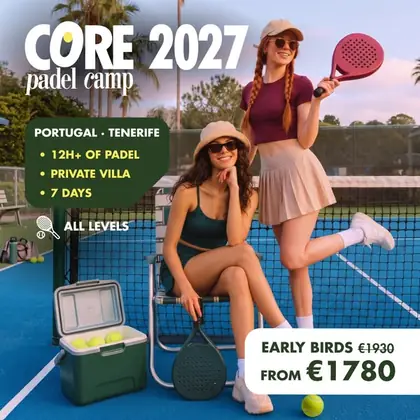 CORE 2027
padel camp
PORTUGAL · TENERIFE
• 12H+ OF PADEL
• PRIVATE VILLA
• 7 DAYS
ALL LEVELS
EARLY BIRDS €1930
FROM €1780